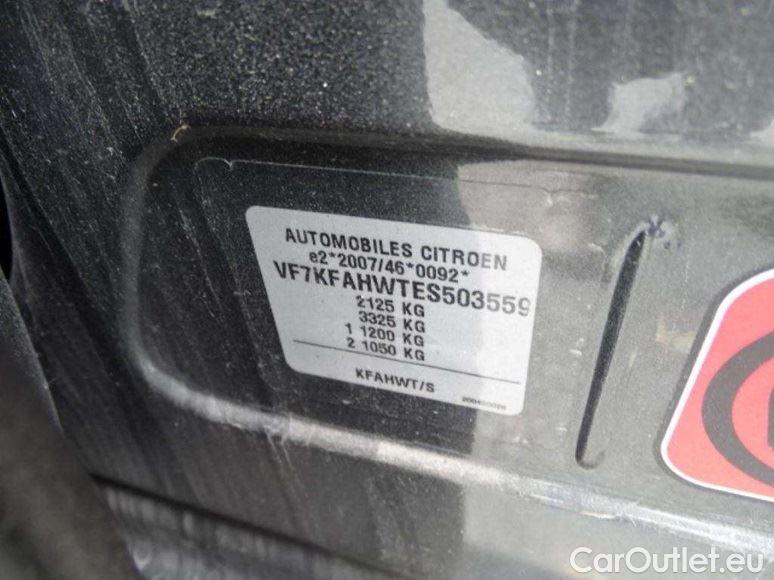 AUTOMOBILES CITROEN
e2*2007/46*0092*
VF7KFAHWTES503559
2125 KG
3325 KG
1 1200 KG
2 1050 KG
KFAHWT/S
CarOutlet.eu